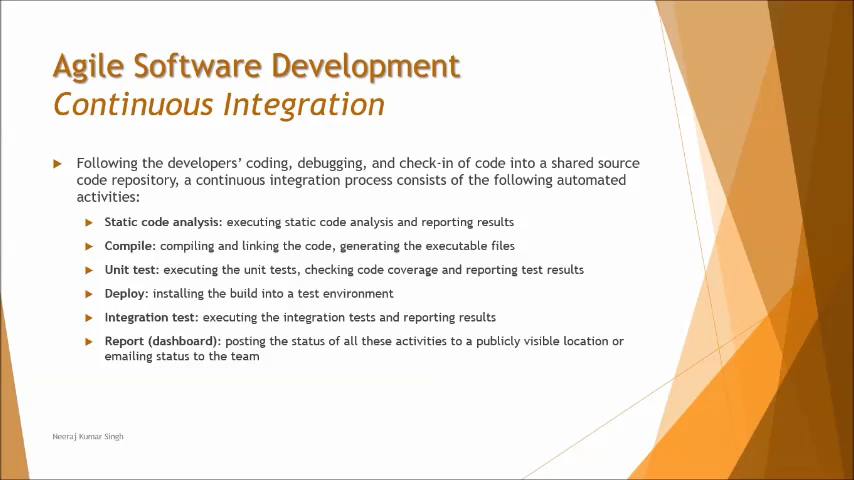 Agile Software Development
Continuous Integration
Following the developers’ coding, debugging, and check-in of code into a shared source
code repository, a continuous integration process consists of the following automated
activities:
Static code analysis: executing static code analysis and reporting results
Compile: compiling and linking the code, generating the executable files
Unit test: executing the unit tests, checking code coverage and reporting test results
Deploy: installing the build into a test environment
Integration test: executing the integration tests and reporting results
Report (dashboard): posting the status of all these activities to a publicly visible location or
emailing status to the team
Neeraj Kumar Singh